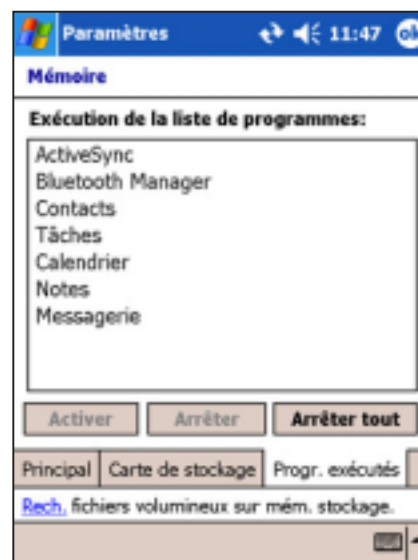 Paramètres 11:47 ok
Mémoire
Exécution de la liste de programmes:
ActiveSync
Bluetooth Manager
Contacts
Tâches
Calendrier
Notes
Messagerie
Activer Arrêter Arrêter tout
Principal Carte de stockage Progr. exécutés
Rech. fichiers volumineux sur mém. stockage.